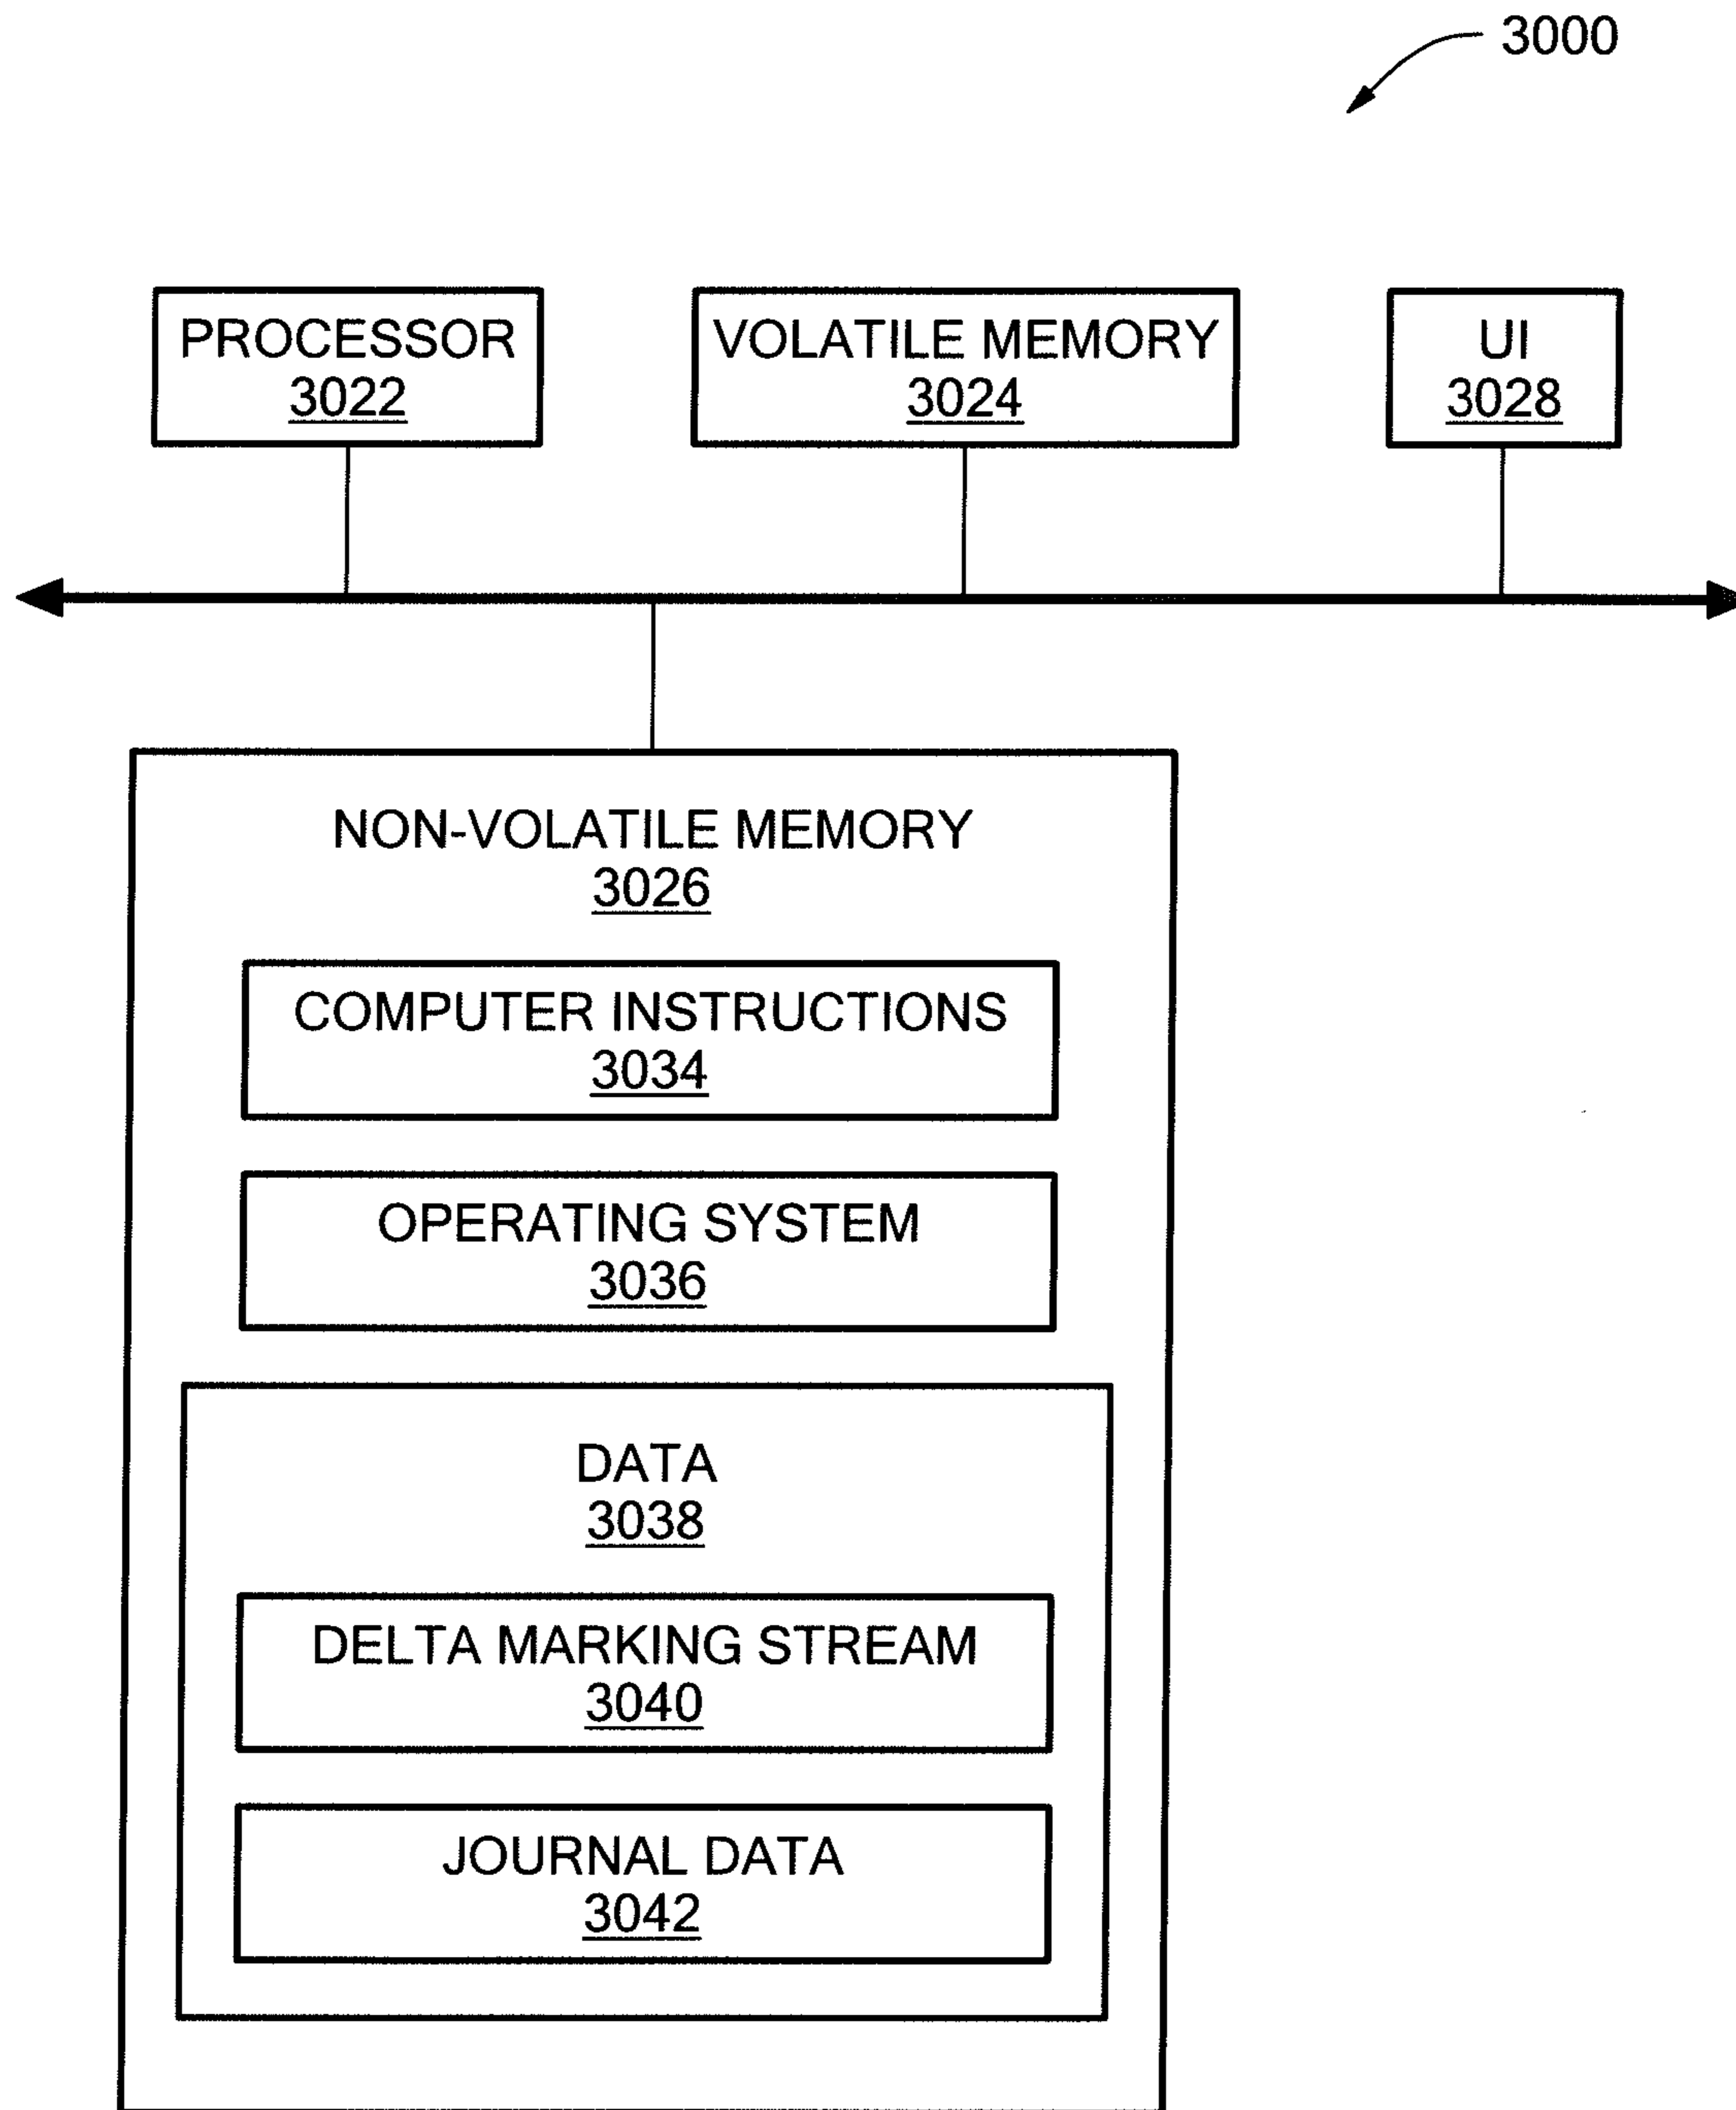 3000
PROCESSOR
3022
VOLATILE MEMORY
3024
UI
3028
NON-VOLATILE MEMORY
3026
COMPUTER INSTRUCTIONS
3034
OPERATING SYSTEM
3036
DATA
3038
DELTA MARKING STREAM
3040
JOURNAL DATA
3042